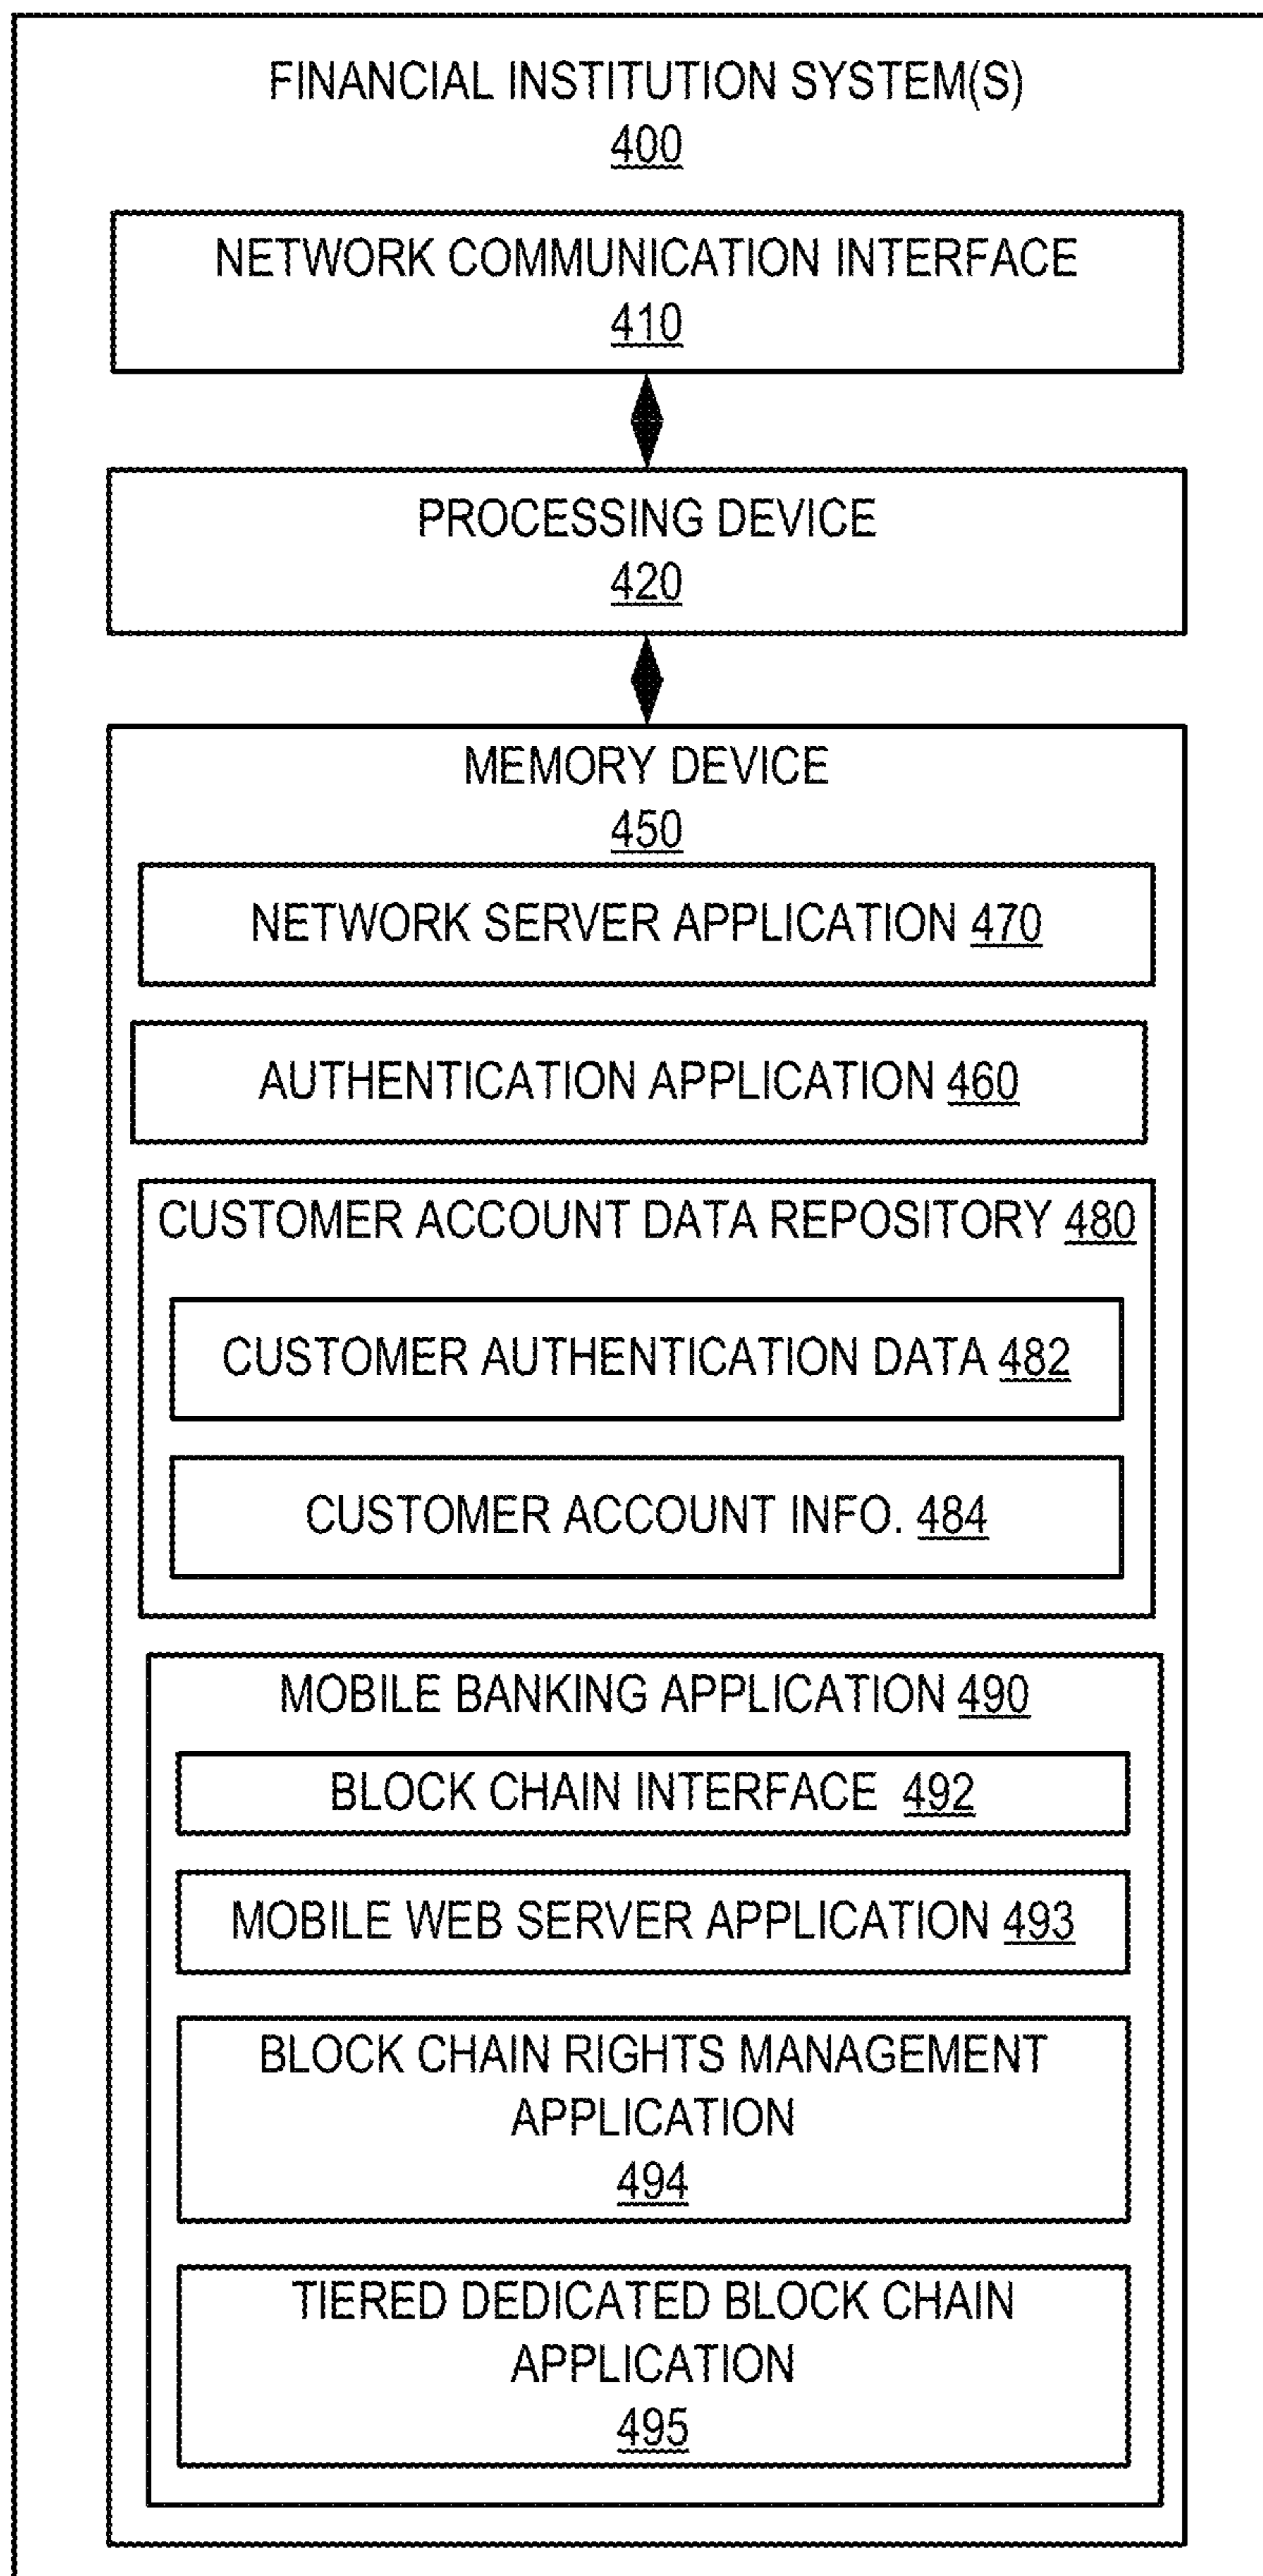 FINANCIAL INSTITUTION SYSTEM(S)
400
NETWORK COMMUNICATION INTERFACE
410
PROCESSING DEVICE
420
MEMORY DEVICE
450
NETWORK SERVER APPLICATION 470
AUTHENTICATION APPLICATION 460
CUSTOMER ACCOUNT DATA REPOSITORY 480
CUSTOMER AUTHENTICATION DATA 482
CUSTOMER ACCOUNT INFO. 484
MOBILE BANKING APPLICATION 490
BLOCK CHAIN INTERFACE 492
MOBILE WEB SERVER APPLICATION 493
BLOCK CHAIN RIGHTS MANAGEMENT
APPLICATION
494
TIERED DEDICATED BLOCK CHAIN
APPLICATION
495